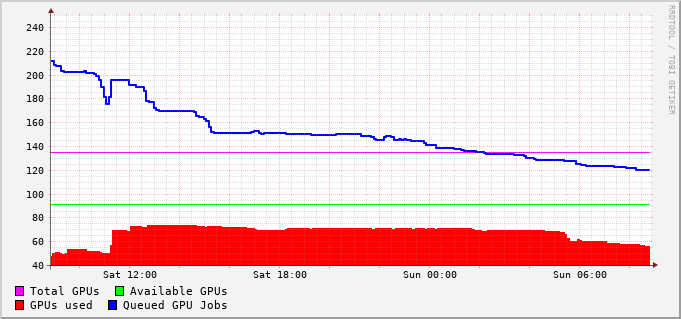 RRDTOOL / TOBI OETIKER
240
220
200
180
160
140
120
100
80
60
40
Sat 12:00 Sat 18:00 Sun 00:00 Sun 06:00
Total GPUs Available GPUs
GPUs used Queued GPU Jobs